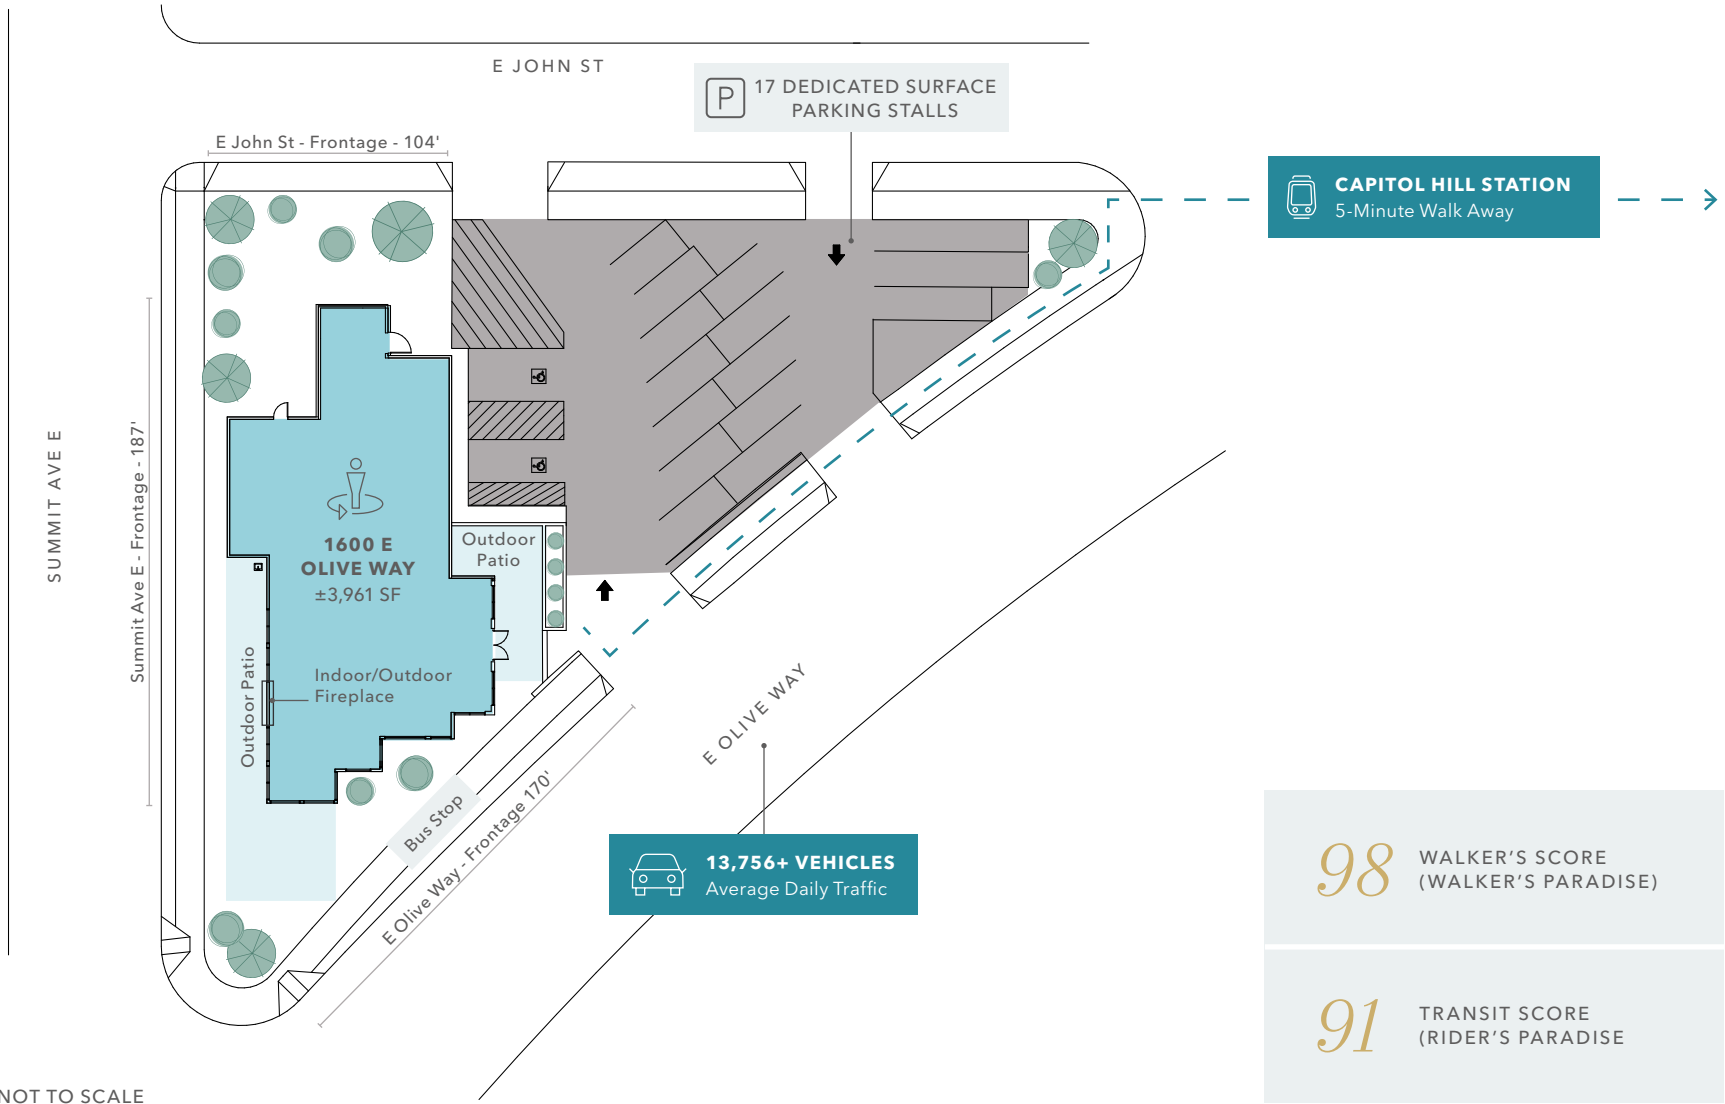 E JOHN ST
P
17 DEDICATED SURFACE
PARKING STALLS
E John St - Frontage - 104'
CAPITOL HILL STATION
5-Minute Walk Away
SUMMIT AVE E
Summit Ave E - Frontage - 187'
1600 E
OLIVE WAY
±3,961 SF
Outdoor
Patio
Outdoor Patio
Indoor/Outdoor
Fireplace
Bus Stop
E Olive Way - Frontage 170'
E OLIVE WAY
13,756+ VEHICLES
Average Daily Traffic
98
WALKER'S SCORE
(WALKER'S PARADISE)
91
TRANSIT SCORE
(RIDER'S PARADISE
NOT TO SCALE